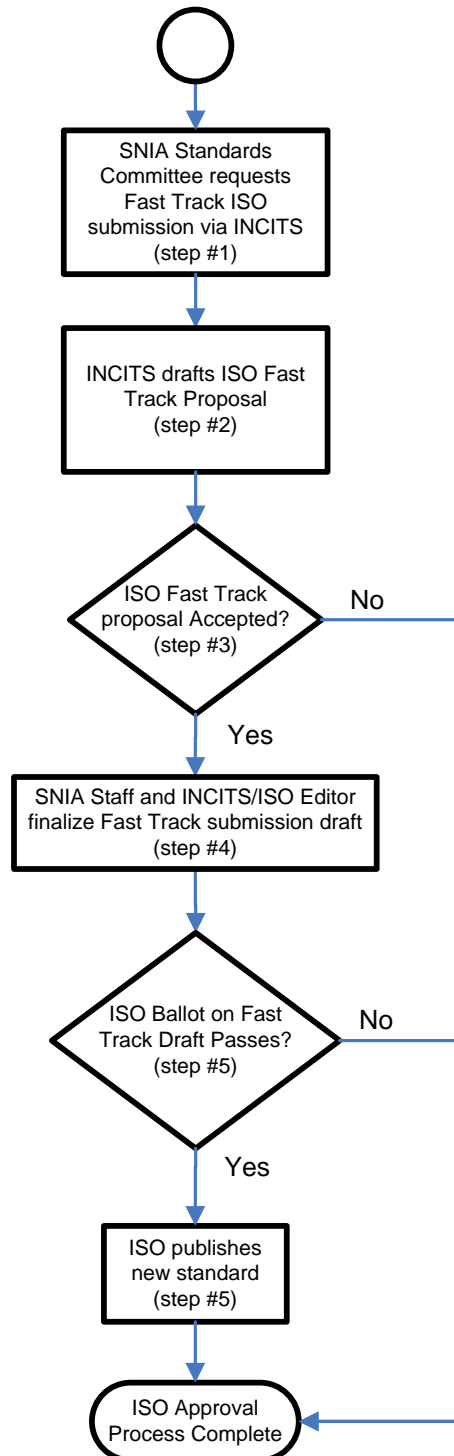 SNIA Standards
Committee requests
Fast Track ISO
submission via INCITS
(step #1)
INCITS drafts ISO Fast
Track Proposal
(step #2)
ISO Fast Track
proposal Accepted?
(step #3)
No
Yes
SNIA Staff and INCITS/ISO Editor
finalize Fast Track submission draft
(step #4)
ISO Ballot on Fast
Track Draft Passes?
(step #5)
No
Yes
ISO publishes
new standard
(step #5)
ISO Approval
Process Complete